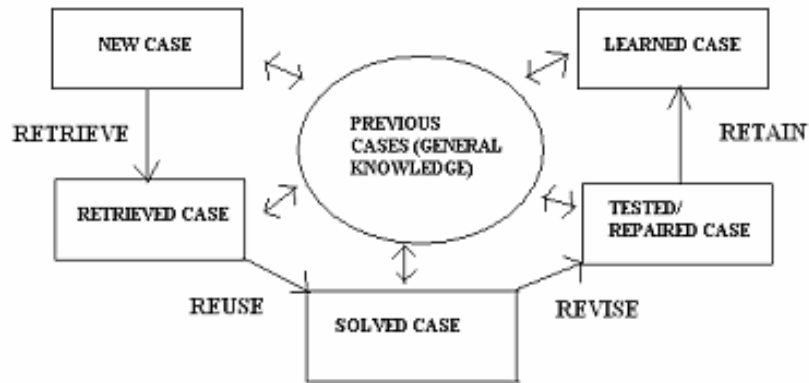 NEW CASE
LEARNED CASE
RETRIEVE
PREVIOUS
CASES (GENERAL
KNOWLEDGE)
RETAIN
RETRIEVED CASE
TESTED/
REPAIRED CASE
REUSE
SOLVED CASE
REVISE